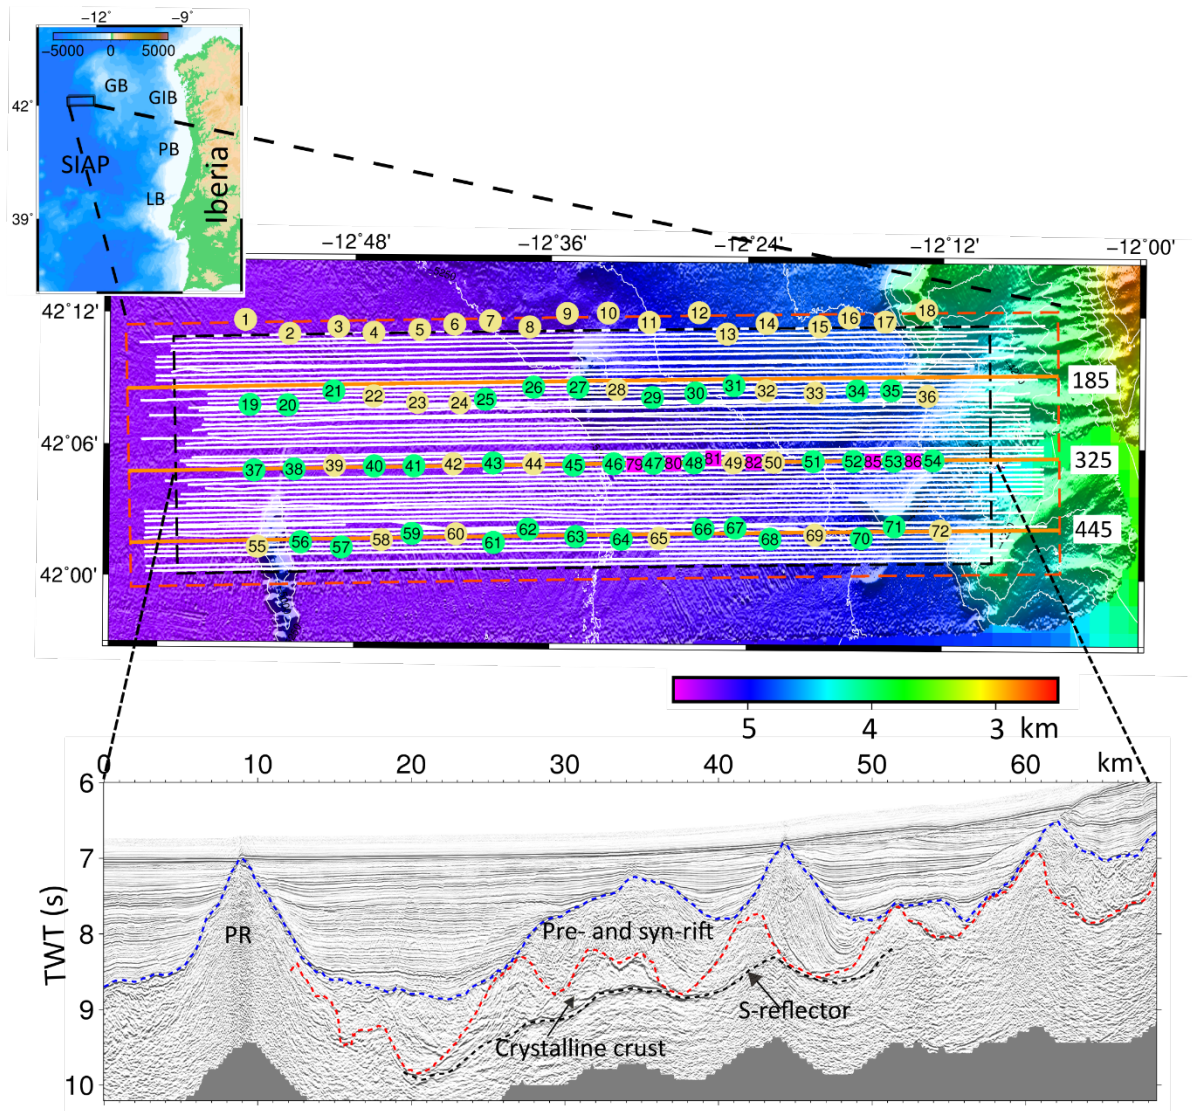 −12˚ −9˚
−5000 0 5000
GB
GIB
42˚
PB
SIAP
Iberia
LB
39˚
−12˚48' −12˚36' −12˚24' −12˚12' −12˚00'
42˚12'
1 2 3 4 5 6 7 8 9 10 11 12 13 14 15 16 17 18
185
19 20 21 22 23 24 25 26 27 28 29 30 31 32 33 34 35 36
42˚06'
37 38 39 40 41 42 43 44 45 46 79 47 80 48 81 49 82 50 51 52 85 53 86 54
325
55 56 57 58 59 60 61 62 63 64 65 66 67 68 69 70 71 72
445
42˚00'
5 4 3 km
0 10 20 30 40 50 60 km
6
7
8
9
10
TWT (s)
PR
Pre- and syn-rift
S-reflector
Crystalline crust